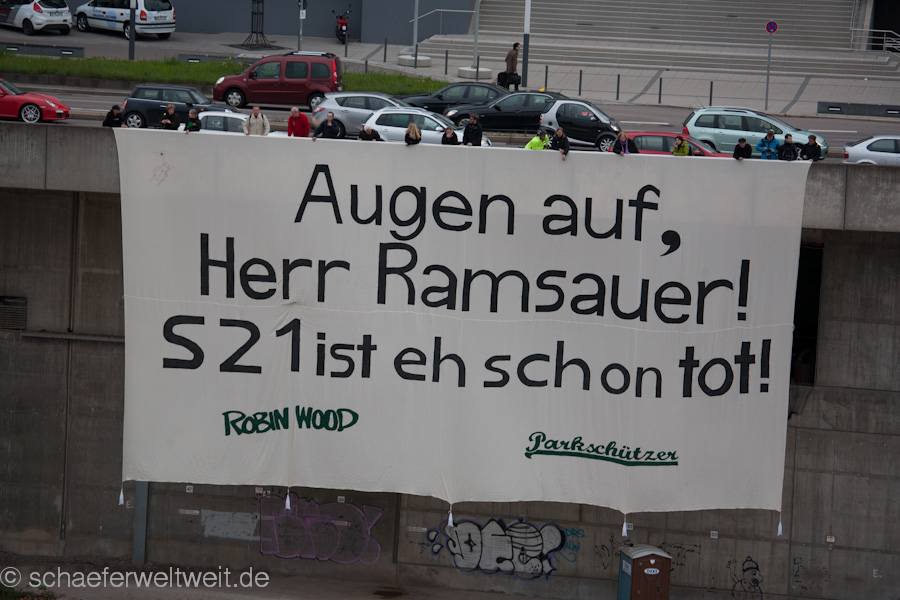 Augen auf,
Herr Ramsauer!
S21 ist eh schon tot!
ROBIN WOOD
Parkschützer
© schaeferweltweit.de